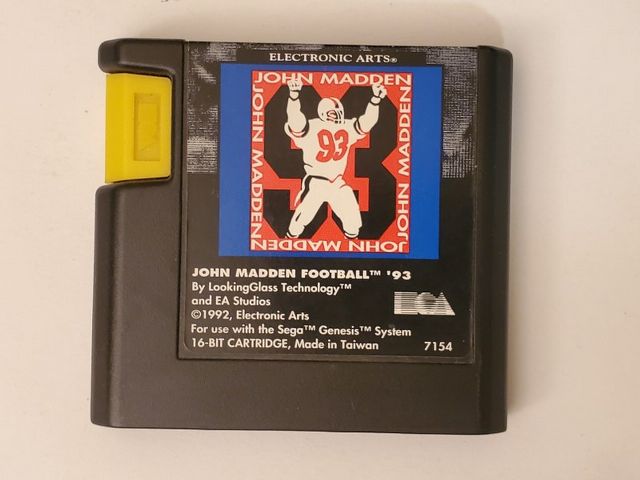 ELECTRONIC ARTS®
JOHN MADDEN
JOHN MADDEN
JOHN MADDEN
JOHN MADDEN
93
JOHN MADDEN FOOTBALL™ '93
By LookingGlass Technology™
and EA Studios
©1992, Electronic Arts
For use with the Sega™ Genesis™ System
16-BIT CARTRIDGE, Made in Taiwan
7154
EA